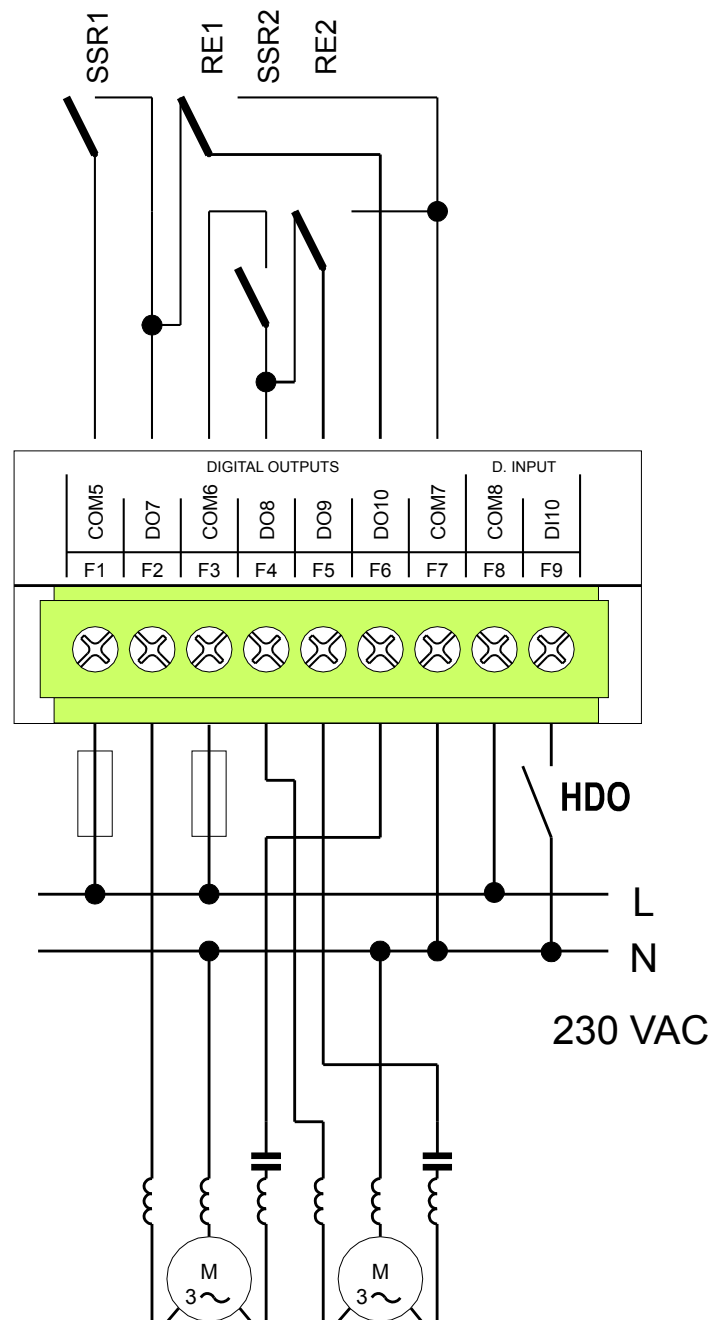 SSR1
RE1
SSR2
RE2
DIGITAL OUTPUTS
D. INPUT
COM5
DO7
COM6
DO8
DO9
DO10
COM7
COM8
DI10
F1 F2 F3 F4 F5 F6 F7 F8 F9
HDO
L
N
230 VAC
M
3
M
3